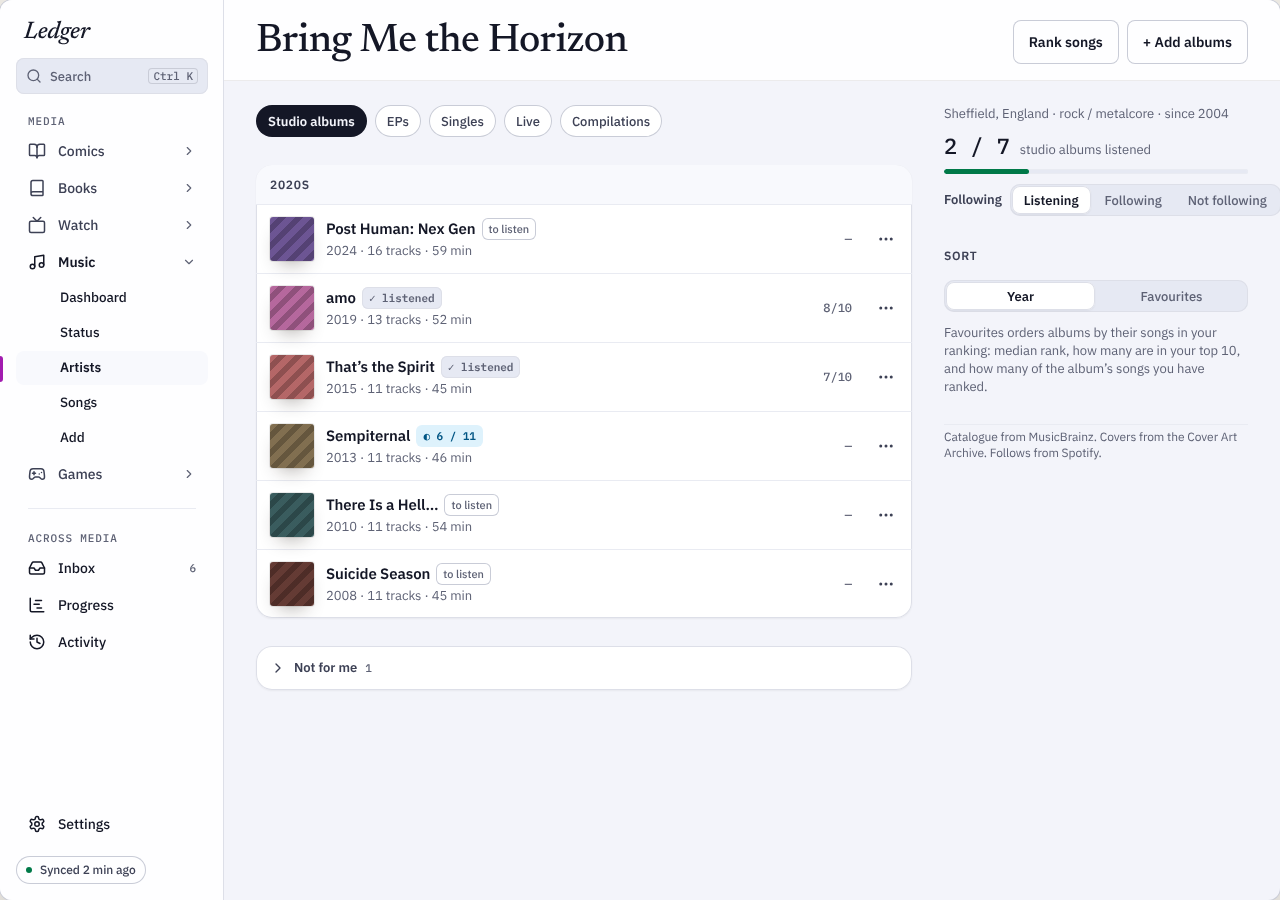 Ledger
Search Ctrl K
MEDIA
Comics
Books
Watch
Music
Dashboard
Status
Artists
Songs
Add
Games
ACROSS MEDIA
Inbox 6
Progress
Activity
Settings
Synced 2 min ago
Bring Me the Horizon
Rank songs
+ Add albums
Studio albums
EPs
Singles
Live
Compilations
2020S
Post Human: Nex Gen to listen
2024 · 16 tracks · 59 min
–
amo ✓ listened
2019 · 13 tracks · 52 min
8/10
That’s the Spirit ✓ listened
2015 · 11 tracks · 45 min
7/10
Sempiternal ◐ 6 / 11
2013 · 11 tracks · 46 min
–
There Is a Hell… to listen
2010 · 11 tracks · 54 min
–
Suicide Season to listen
2008 · 11 tracks · 45 min
–
Not for me 1
Sheffield, England · rock / metalcore · since 2004
2 / 7 studio albums listened
Following Listening Following Not following
SORT
Year Favourites
Favourites orders albums by their songs in your
ranking: median rank, how many are in your top 10,
and how many of the album’s songs you have
ranked.
Catalogue from MusicBrainz. Covers from the Cover Art
Archive. Follows from Spotify.